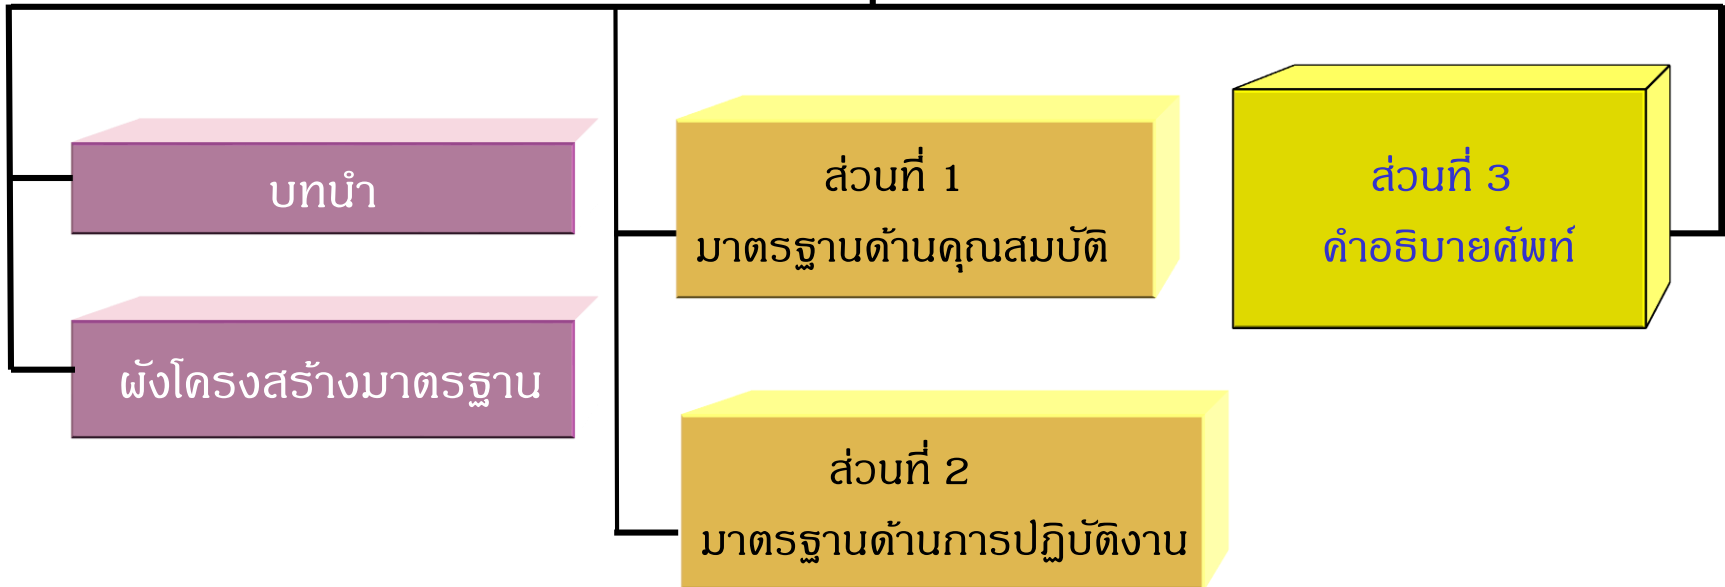 บทนำ
ผังโครงสร้างมาตรฐาน
ส่วนที่ 1
มาตรฐานด้านคุณสมบัติ
ส่วนที่ 2
มาตรฐานด้านการปฏิบัติงาน
ส่วนที่ 3
คำอธิบายศัพท์